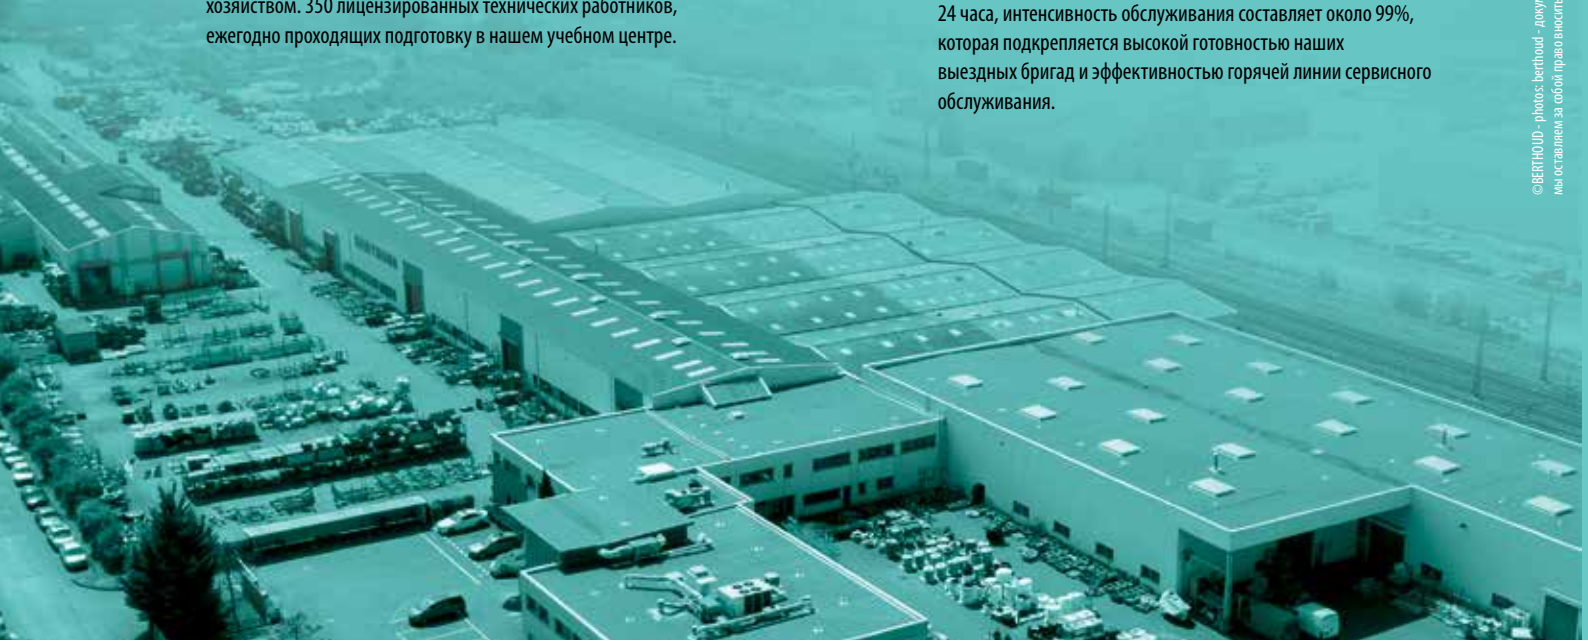 хозяйством. 350 лицензированных технических работников,
ежегодно проходящих подготовку в нашем учебном центре.
24 часа, интенсивность обслуживания составляет около 99%,
которая подкрепляется высокой готовностью наших
выездных бригад и эффективностью горячей линии сервисного
обслуживания.
©BERTHOUD - photos: berthoud -
мы оставляем за собой право вносить